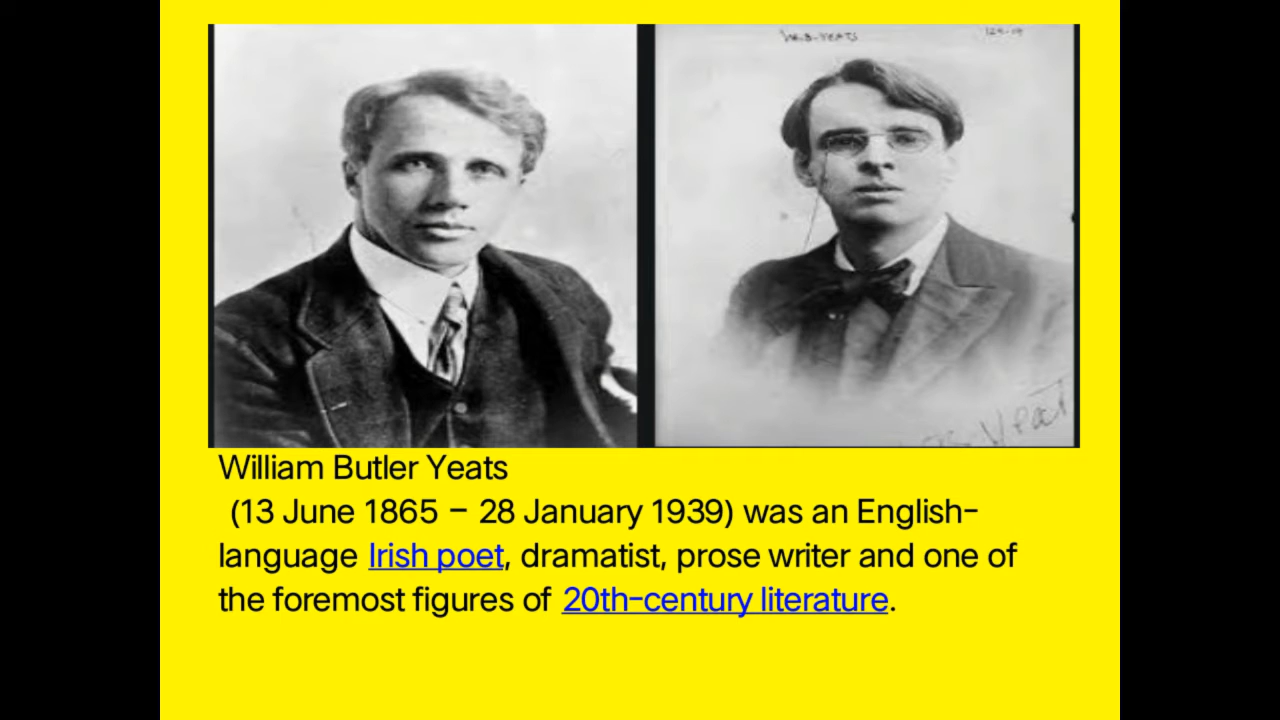 W.B. YEATS
William Butler Yeats
(13 June 1865 – 28 January 1939) was an English-
language Irish poet, dramatist, prose writer and one of
the foremost figures of 20th-century literature.